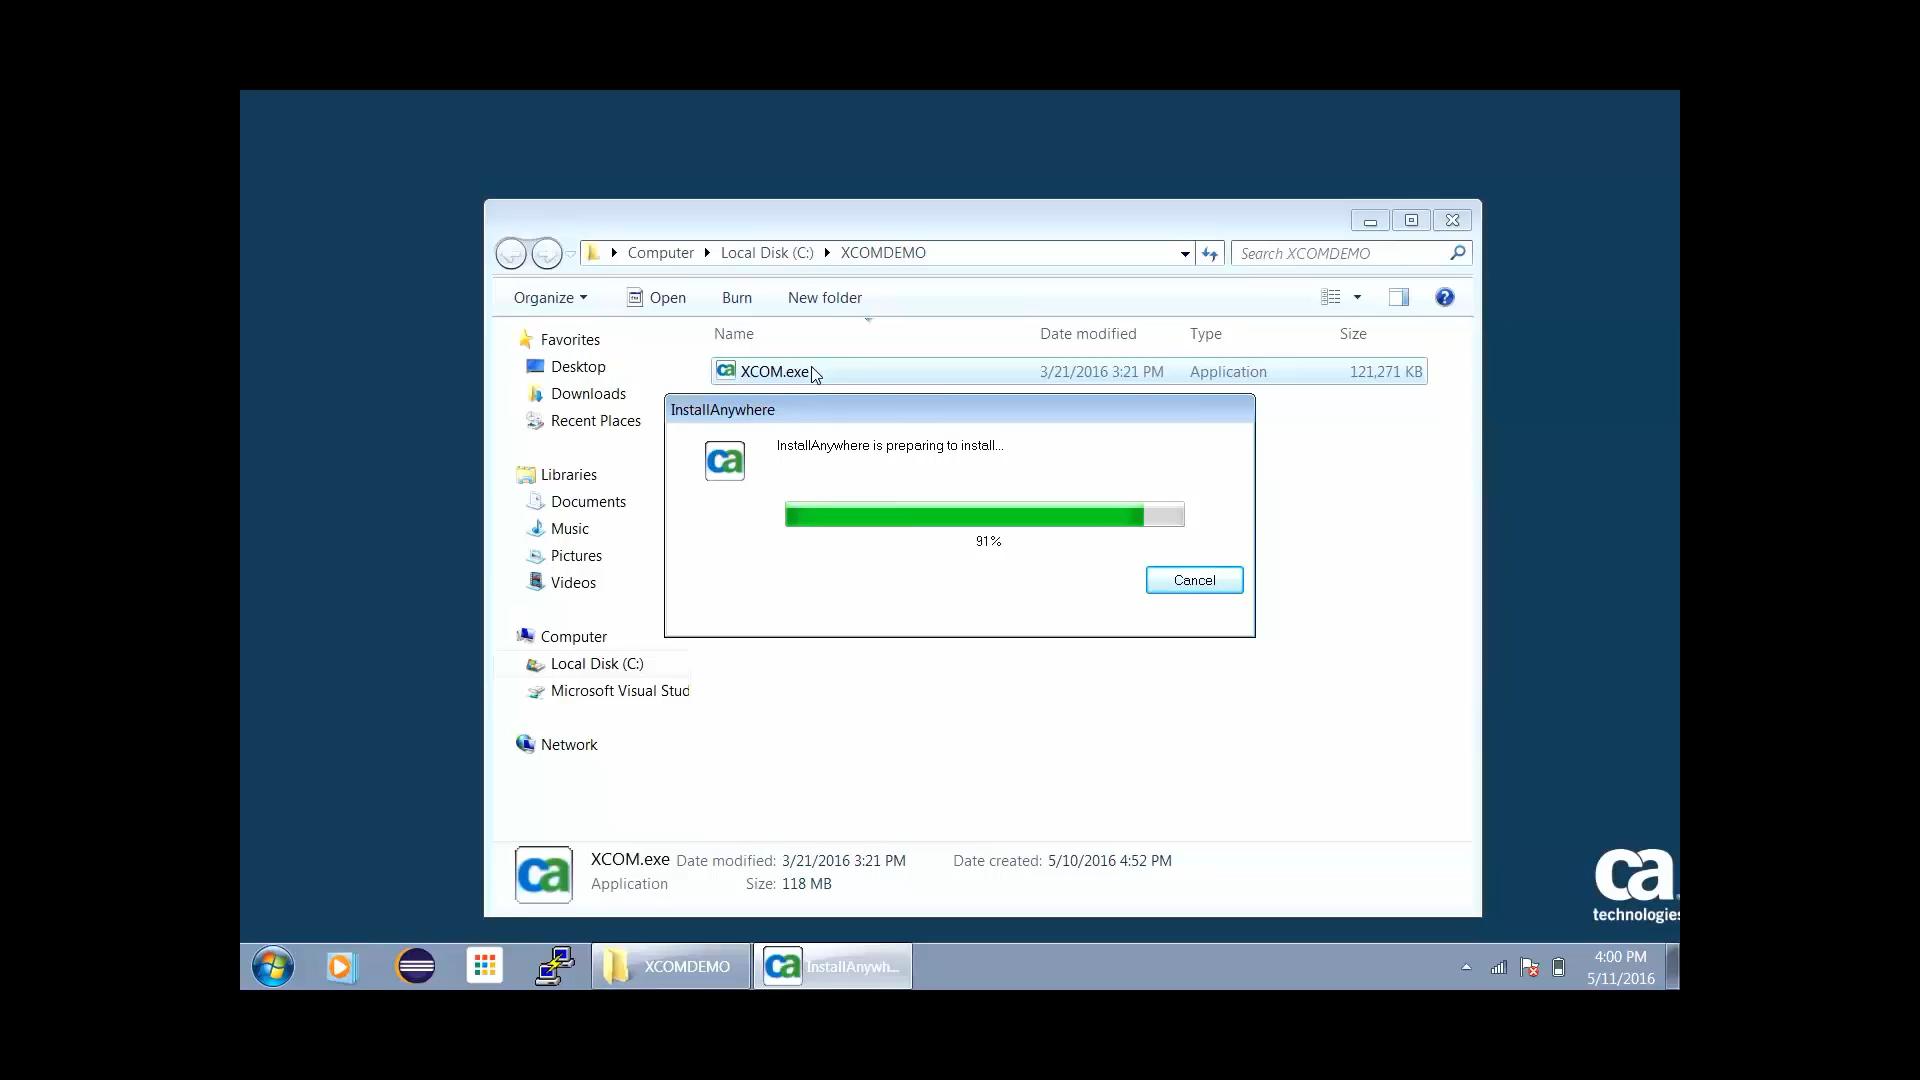 Computer Local Disk (C:) XCOMDEMO
Search XCOMDEMO
Organize Open Burn New folder
Name Date modified Type Size
Favorites
XCOM.exe 3/21/2016 3:21 PM Application 121,271 KB
Desktop
Downloads
Recent Places
Libraries
Documents
Music
Pictures
Videos
Computer
Local Disk (C:)
Microsoft Visual Stud
Network
InstallAnywhere
ca
InstallAnywhere is preparing to install...
91%
Cancel
ca
XCOM.exe Date modified: 3/21/2016 3:21 PM Date created: 5/10/2016 4:52 PM
Application Size: 118 MB
ca
technologies
XCOMDEMO
ca
InstallAnywh...
4:00 PM
5/11/2016